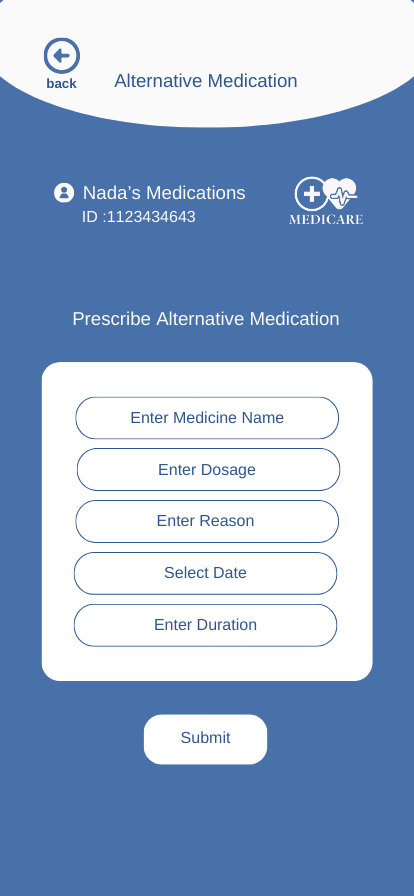 back
Alternative Medication
Nada’s Medications
ID :1123434643
MEDICARE
Prescribe Alternative Medication
Enter Medicine Name
Enter Dosage
Enter Reason
Select Date
Enter Duration
Submit